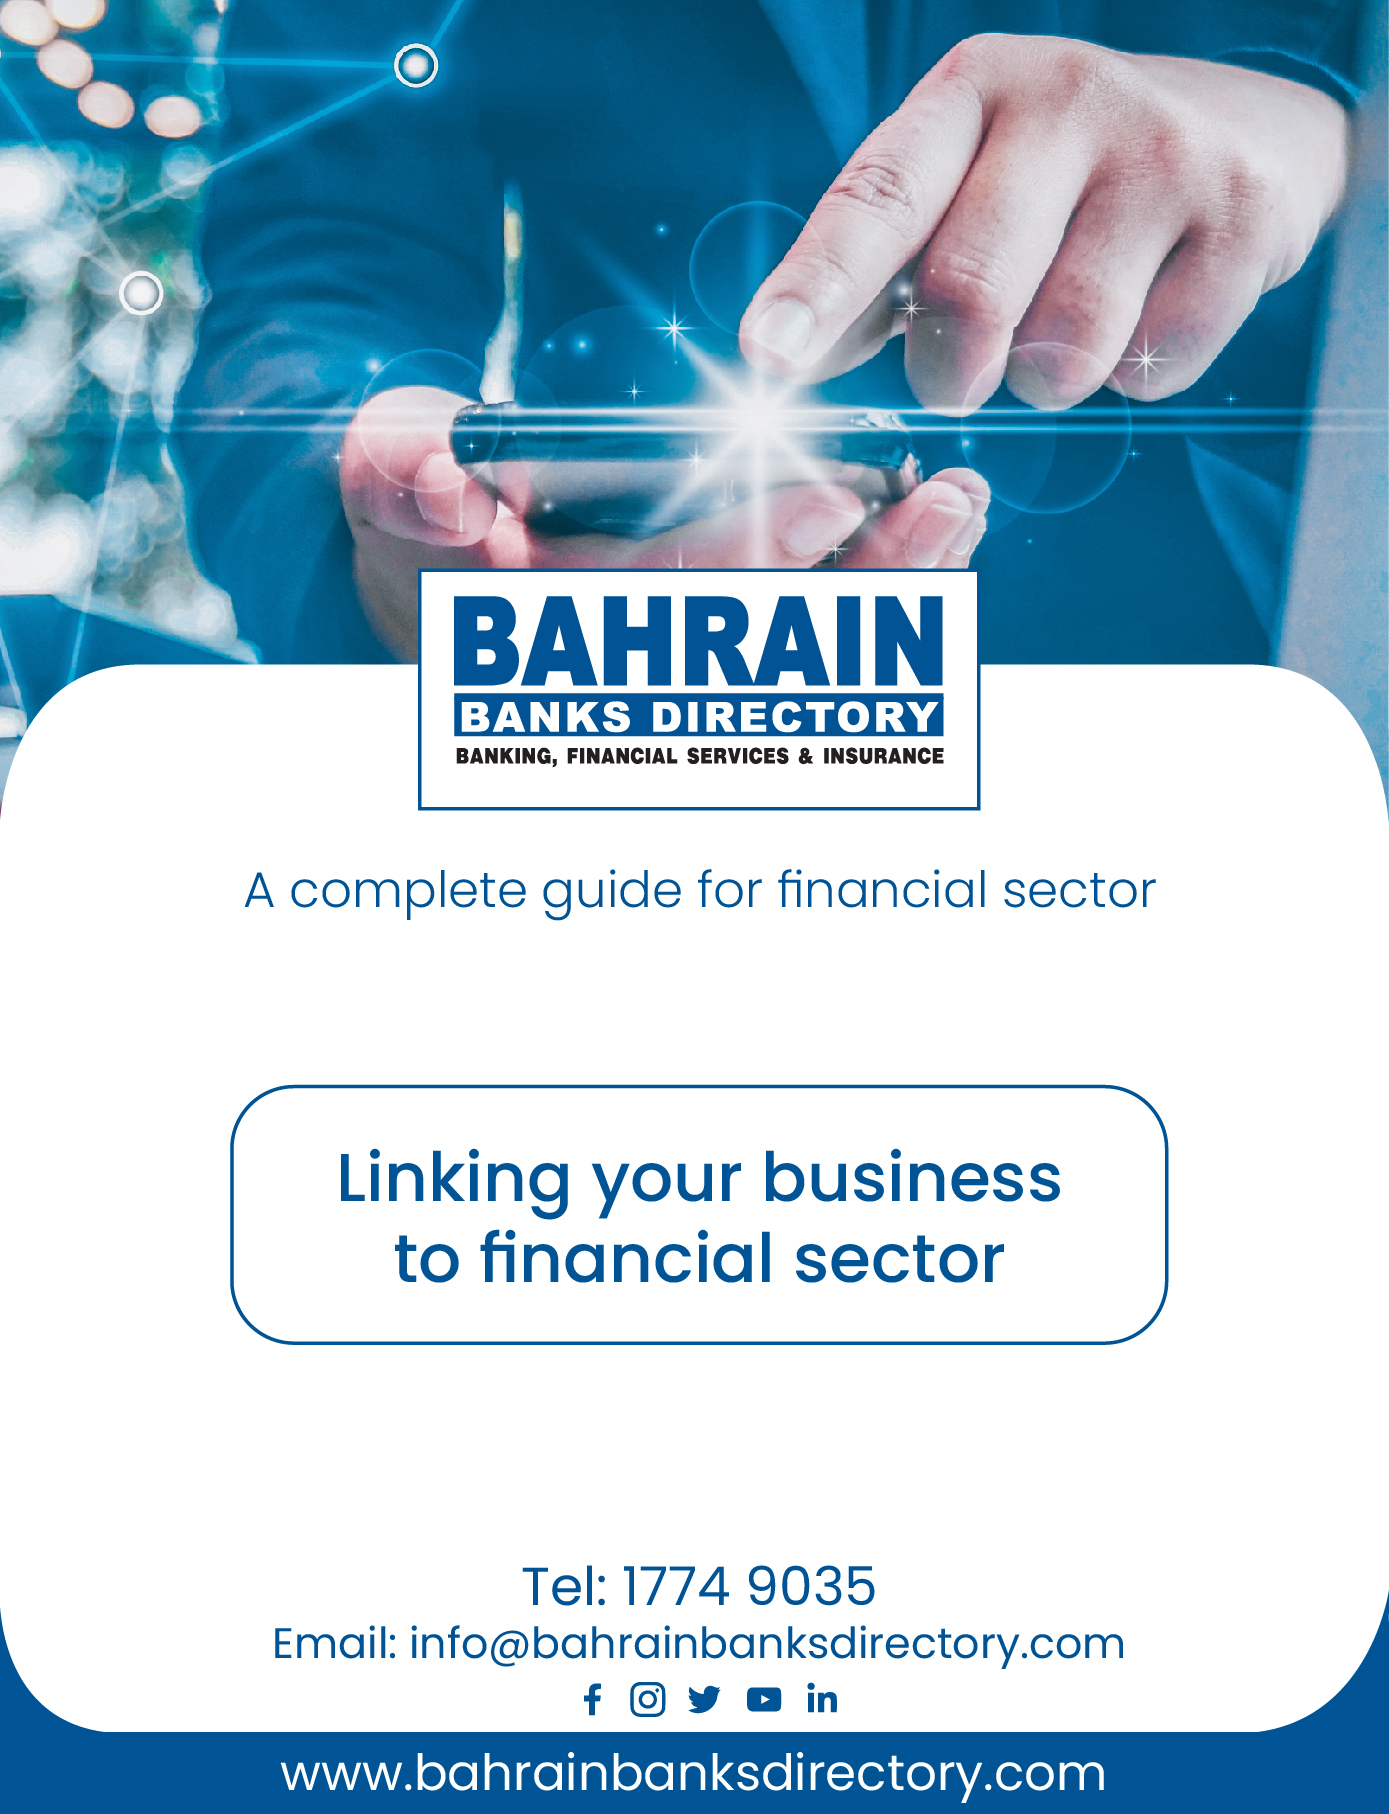 BAHRAIN
BANKS DIRECTORY
BANKING, FINANCIAL SERVICES & INSURANCE
A complete guide for financial sector
Linking your business
to financial sector
Tel: 1774 9035
Email: info@bahrainbanksdirectory.com
www.bahrainbanksdirectory.com